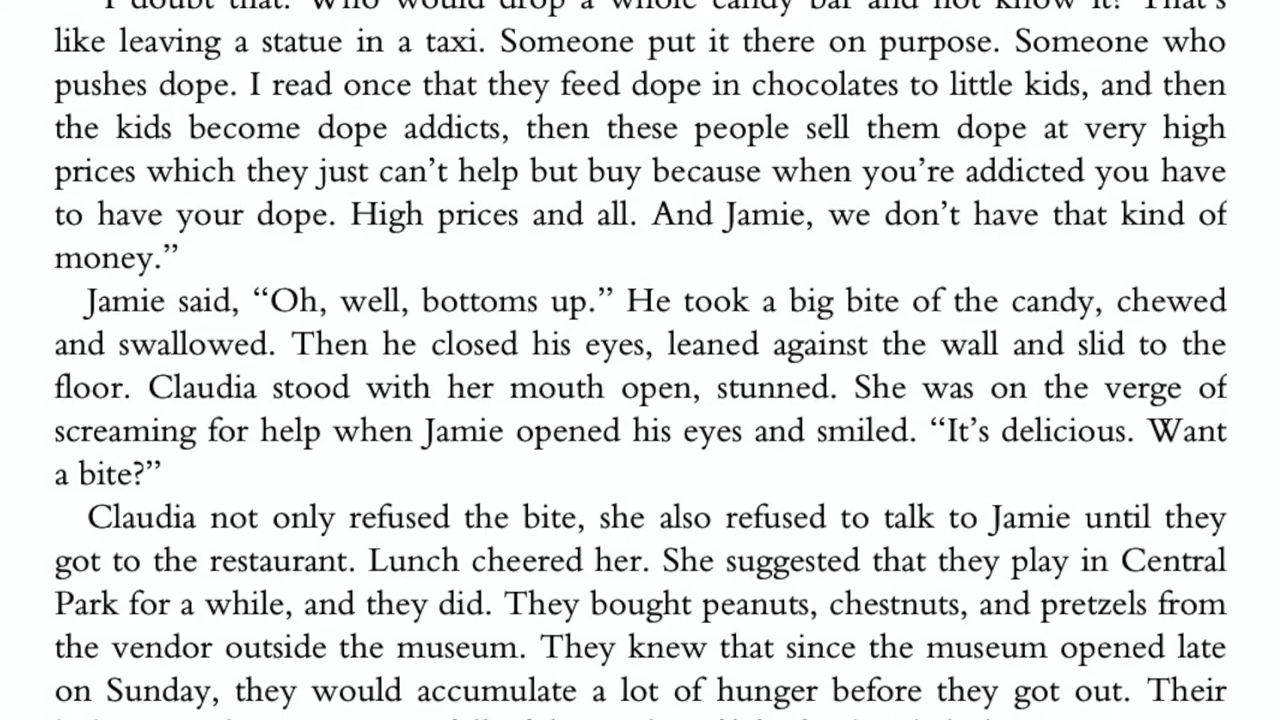 "I doubt that. Who would drop a whole candy bar and not know it? That's
like leaving a statue in a taxi. Someone put it there on purpose. Someone who
pushes dope. I read once that they feed dope in chocolates to little kids, and then
the kids become dope addicts, then these people sell them dope at very high
prices which they just can’t help but buy because when you’re addicted you have
to have your dope. High prices and all. And Jamie, we don’t have that kind of
money.”
Jamie said, “Oh, well, bottoms up.” He took a big bite of the candy, chewed
and swallowed. Then he closed his eyes, leaned against the wall and slid to the
floor. Claudia stood with her mouth open, stunned. She was on the verge of
screaming for help when Jamie opened his eyes and smiled. “It’s delicious. Want
a bite?”
Claudia not only refused the bite, she also refused to talk to Jamie until they
got to the restaurant. Lunch cheered her. She suggested that they play in Central
Park for a while, and they did. They bought peanuts, chestnuts, and pretzels from
the vendor outside the museum. They knew that since the museum opened late
on Sunday, they would accumulate a lot of hunger before they got out. Their